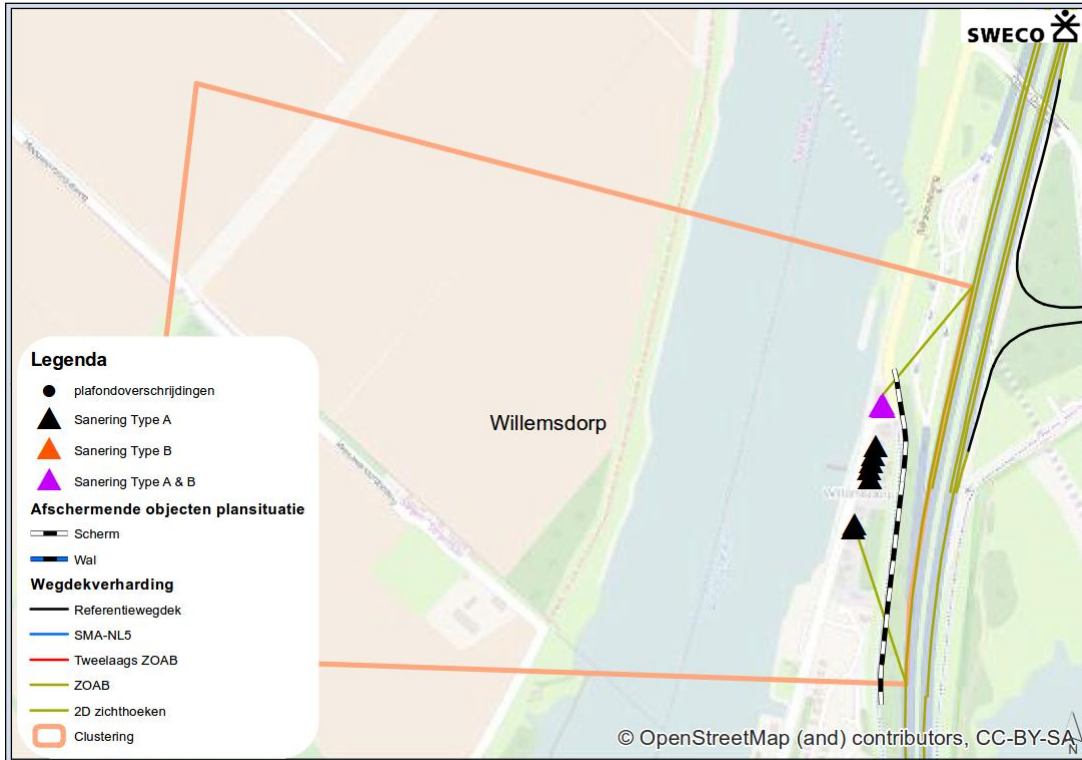 SWECO
Willemsdorp
Willemsdorp
Legenda
plafondoverschrijdingen
Sanering Type A
Sanering Type B
Sanering Type A & B
Afschermende objecten plansituatie
Scherm
Wal
Wegdekverharding
Referentiewegdek
SMA-NL5
Tweelaags ZOAB
ZOAB
2D zichthoeken
Clustering
© OpenStreetMap (and) contributors, CC-BY-SA
N